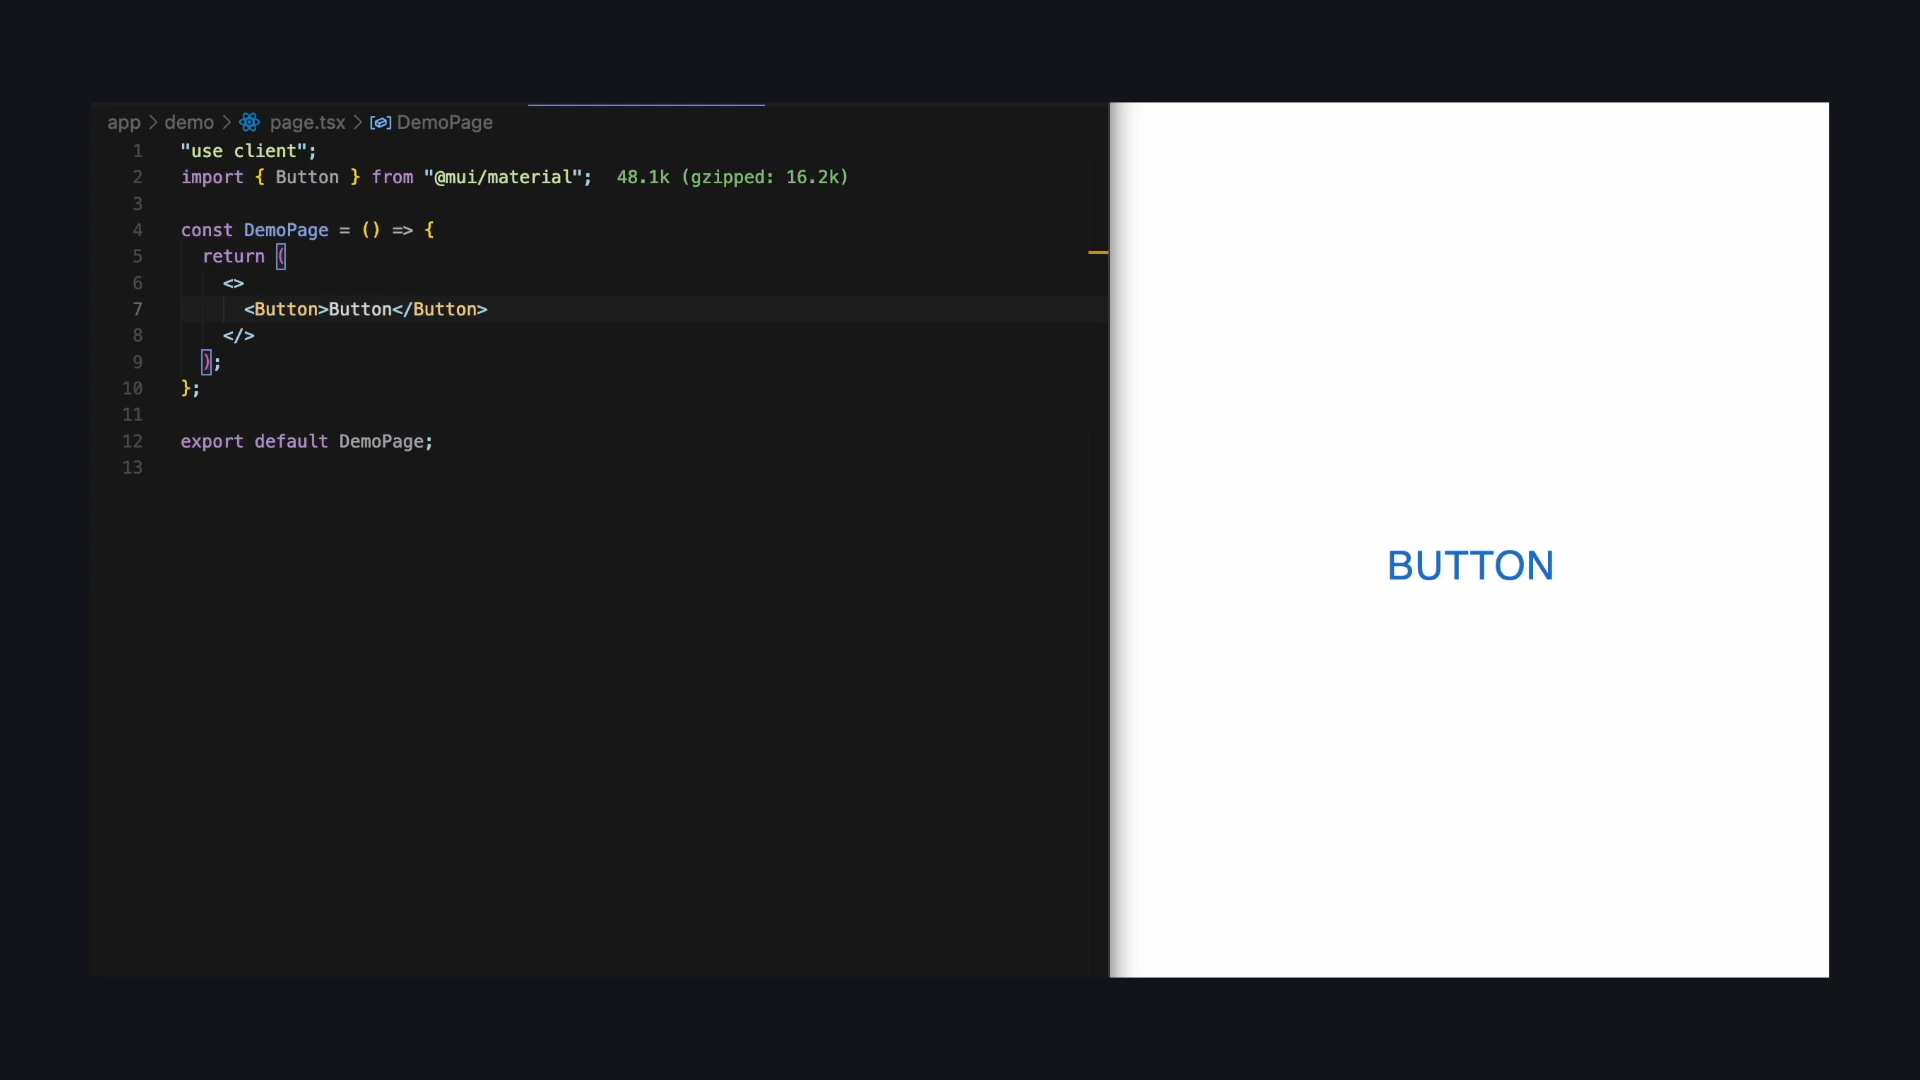 app > demo > page.tsx > DemoPage
1 "use client";
2 import { Button } from "@mui/material"; 48.1k (gzipped: 16.2k)
3
4 const DemoPage = () => {
5 return (
6 <>
7 <Button>Button</Button>
8 </>
9 );
10 };
11
12 export default DemoPage;
13
BUTTON